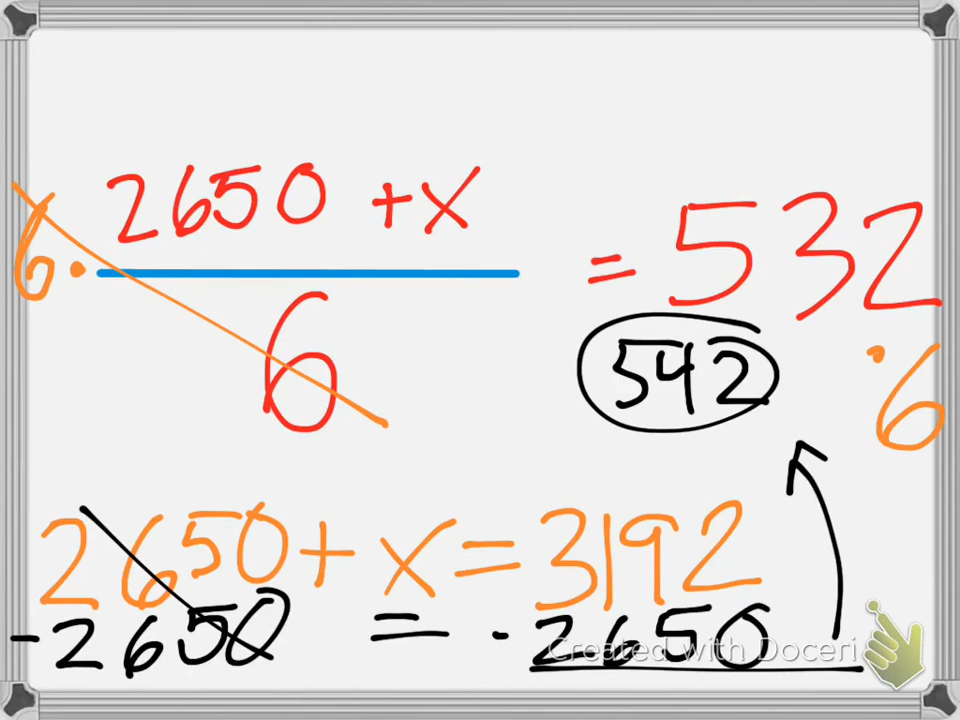 2650 + x
6 ·
6
= 532
· 6
542
2650 + x = 3192
- 2650 = - 2650
Created with Doceri